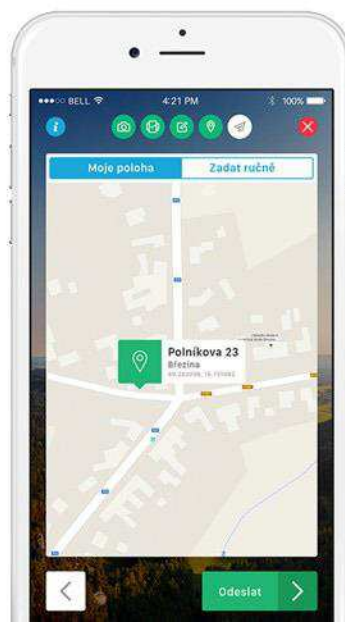 BELL
4:21 PM
100%
Moje poloha
Zadat ručně
Polníkova 23
Březina
Odeslat